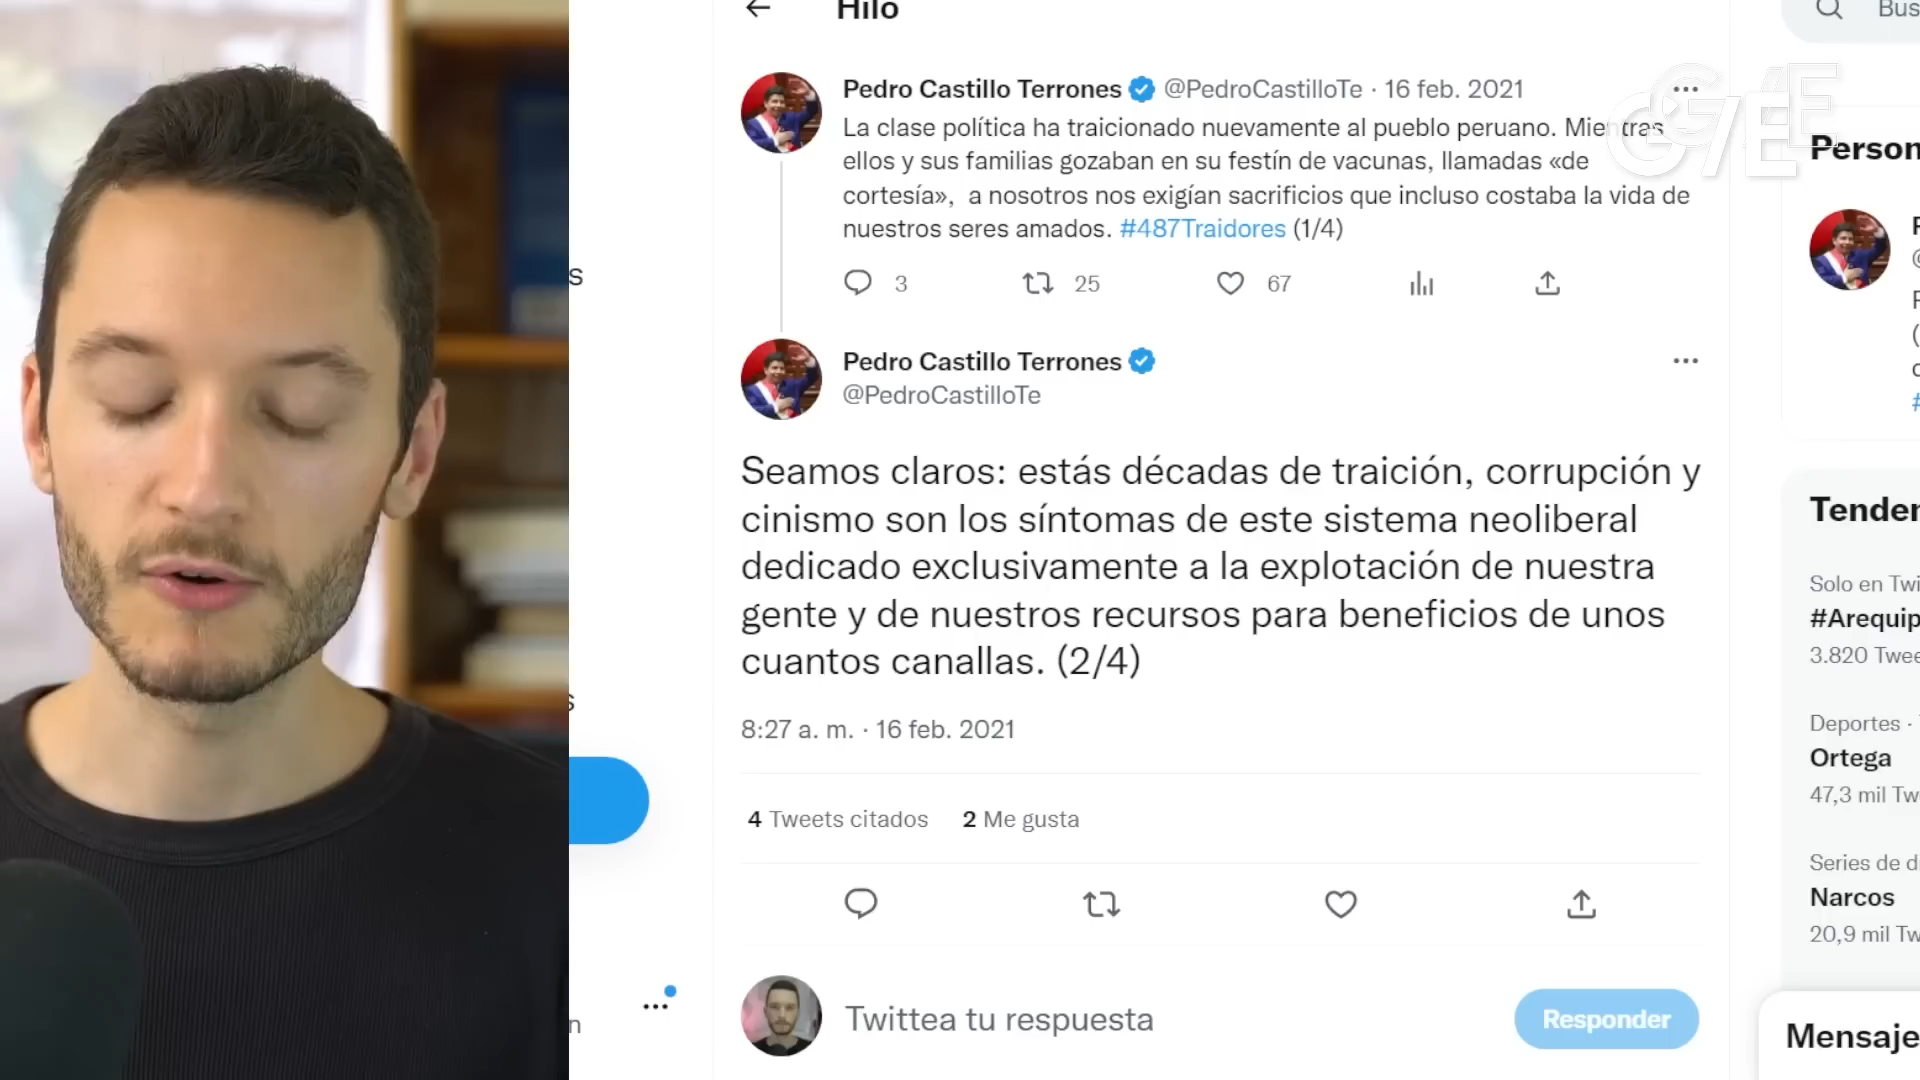 Hilo
Bus
Pedro Castillo Terrones @PedroCastilloTe · 16 feb. 2021
La clase política ha traicionado nuevamente al pueblo peruano. Mientras
ellos y sus familias gozaban en su festín de vacunas, llamadas «de
cortesía», a nosotros nos exigían sacrificios que incluso costaba la vida de
nuestros seres amados. #487Traidores (1/4)
3 25 67
Pedro Castillo Terrones
@PedroCastilloTe
Seamos claros: estás décadas de traición, corrupción y
cinismo son los síntomas de este sistema neoliberal
dedicado exclusivamente a la explotación de nuestra
gente y de nuestros recursos para beneficios de unos
cuantos canallas. (2/4)
8:27 a. m. · 16 feb. 2021
4 Tweets citados 2 Me gusta
Twittea tu respuesta
Responder
s
s
n
Person
P
@
(
#
Tenden
Solo en Twi
#Arequip
3.820 Twee
Deportes ·
Ortega
47,3 mil Tw
Series de d
Narcos
20,9 mil Tw
Mensaje